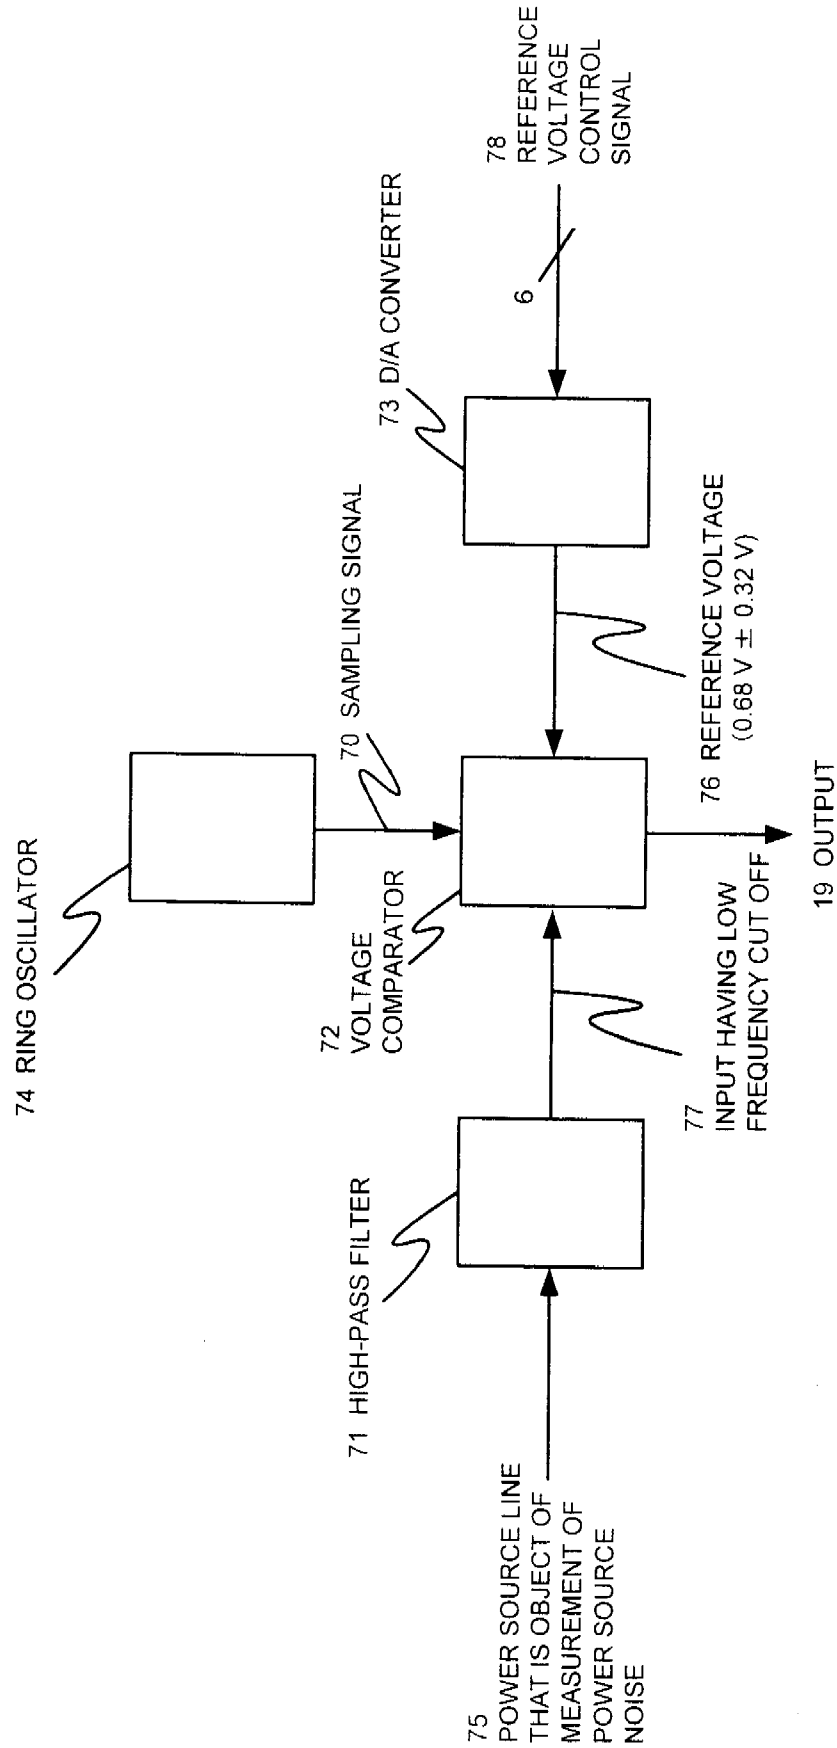 74 RING OSCILLATOR
70 SAMPLING SIGNAL
73 D/A CONVERTER
78
REFERENCE
VOLTAGE
CONTROL
SIGNAL
6
72
VOLTAGE
COMPARATOR
71 HIGH-PASS FILTER
75
POWER SOURCE LINE
THAT IS OBJECT OF
MEASUREMENT OF
POWER SOURCE
NOISE
77
INPUT HAVING LOW
FREQUENCY CUT OFF
76 REFERENCE VOLTAGE
(0.68 V ± 0.32 V)
19 OUTPUT